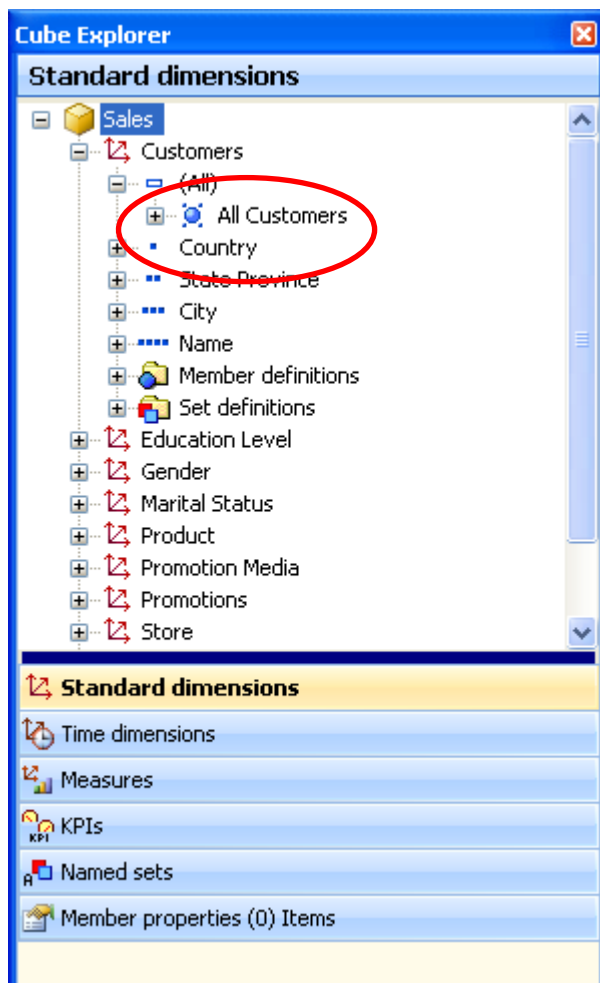 Cube Explorer
Standard dimensions
Sales
Customers
(All)
All Customers
Country
State Province
City
Name
Member definitions
Set definitions
Education Level
Gender
Marital Status
Product
Promotion Media
Promotions
Store
Standard dimensions
Time dimensions
Measures
KPI KPIs
A Named sets
Member properties (0) Items